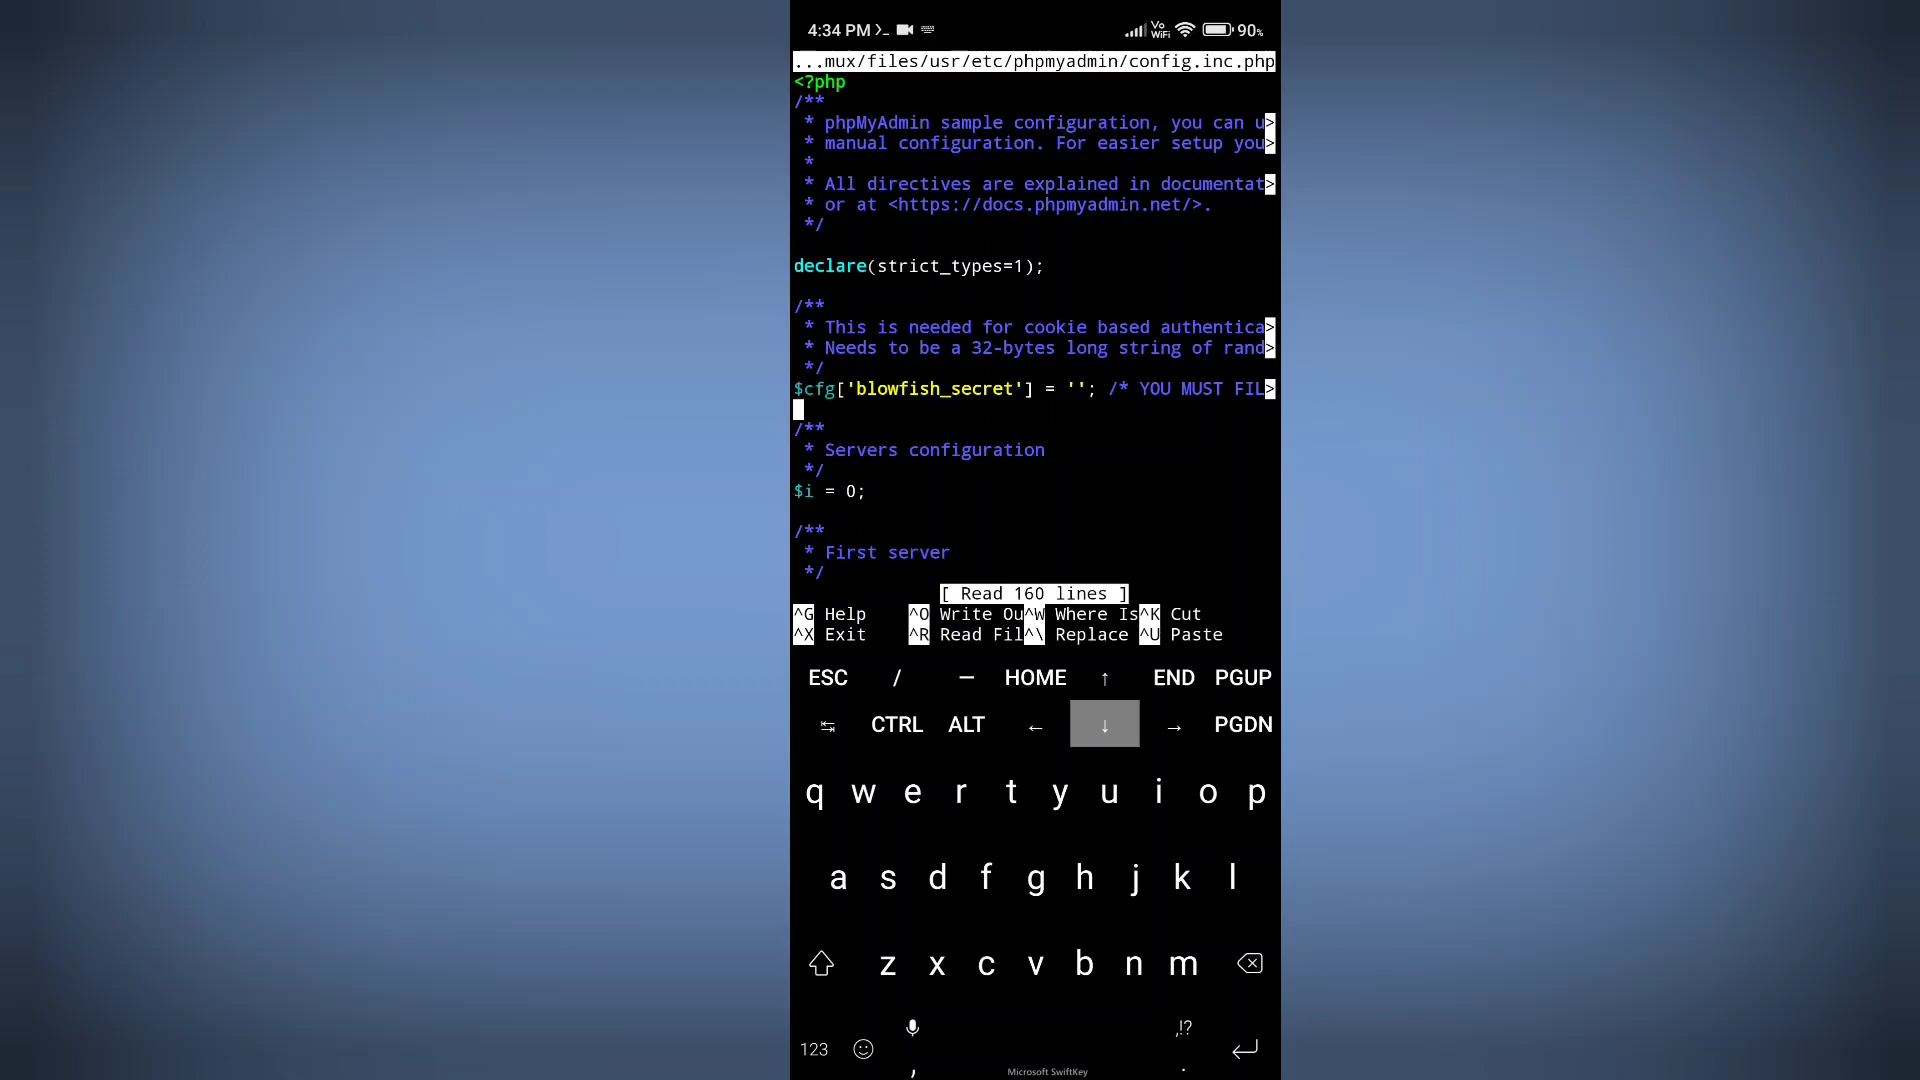 4:34 PM >_ Vo WiFi 90%
...mux/files/usr/etc/phpmyadmin/config.inc.php
<?php
/**
 * phpMyAdmin sample configuration, you can u>
 * manual configuration. For easier setup you>
 *
 * All directives are explained in documentat>
 * or at <https://docs.phpmyadmin.net/>.
 */
declare(strict_types=1);
/**
 * This is needed for cookie based authentica>
 * Needs to be a 32-bytes long string of rand>
 */
$cfg['blowfish_secret'] = ''; /* YOU MUST FIL>
/**
 * Servers configuration
 */
$i = 0;
/**
 * First server
 */
[ Read 160 lines ]
^G Help ^O Write Ou^W Where Is^K Cut
^X Exit ^R Read Fil^\ Replace ^U Paste
ESC / — HOME ↑ END PGUP
↹ CTRL ALT ← ↓ → PGDN
q w e r t y u i o p
a s d f g h j k l
z x c v b n m
,!?
123 , .
Microsoft SwiftKey